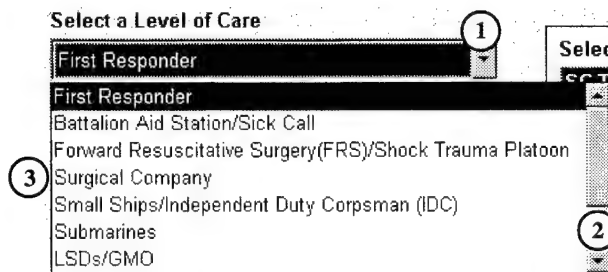 Select a Level of Care
1
Selec
First Responder
First Responder
Battalion Aid Station/Sick Call
Forward Resuscitative Surgery(FRS)/Shock Trauma Platoon
3
Surgical Company
Small Ships/Independent Duty Corpsman (IDC)
Submarines
2
LSDs/GMO